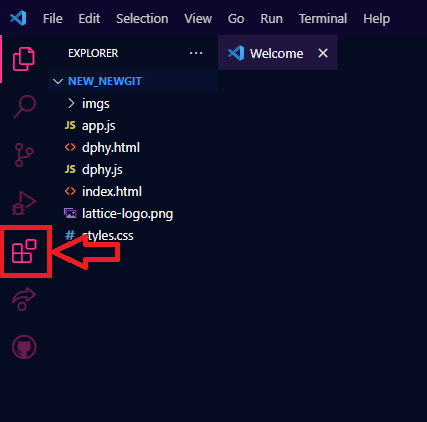 File Edit Selection View Go Run Terminal Help
EXPLORER ··· Welcome
NEW_NEWGIT
imgs
JS app.js
<> dphy.html
JS dphy.js
<> index.html
lattice-logo.png
# styles.css